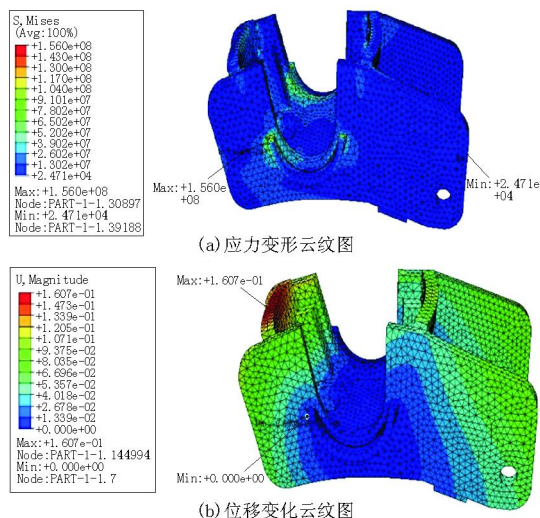 S, Mises
(Avg:100%)
+1.560e+08
+1.430e+08
+1.300e+08
+1.170e+08
+1.040e+08
+9.101e+07
+7.802e+07
+6.502e+07
+5.202e+07
+3.902e+07
+2.602e+07
+1.302e+07
+2.471e+04
Max:+1.560e+08
Node:PART-1-1.30897
Min:+2.471e+04
Node:PART-1-1.39188
Max:+1.560e
+08
Min:+2.471e
+04
(a)应力变形云纹图
U, Magnitude
+1.607e-01
+1.473e-01
+1.339e-01
+1.205e-01
+1.071e-01
+9.375e-02
+8.035e-02
+6.696e-02
+5.357e-02
+4.018e-02
+2.678e-02
+1.339e-02
+0.000e+00
Max:+1.607e-01
Node:PART-1-1.144994
Min:+0.000e+00
Node:PART-1-1.7
Max:+1.607e-01
Min:+0.000e+00
(b)位移变化云纹图